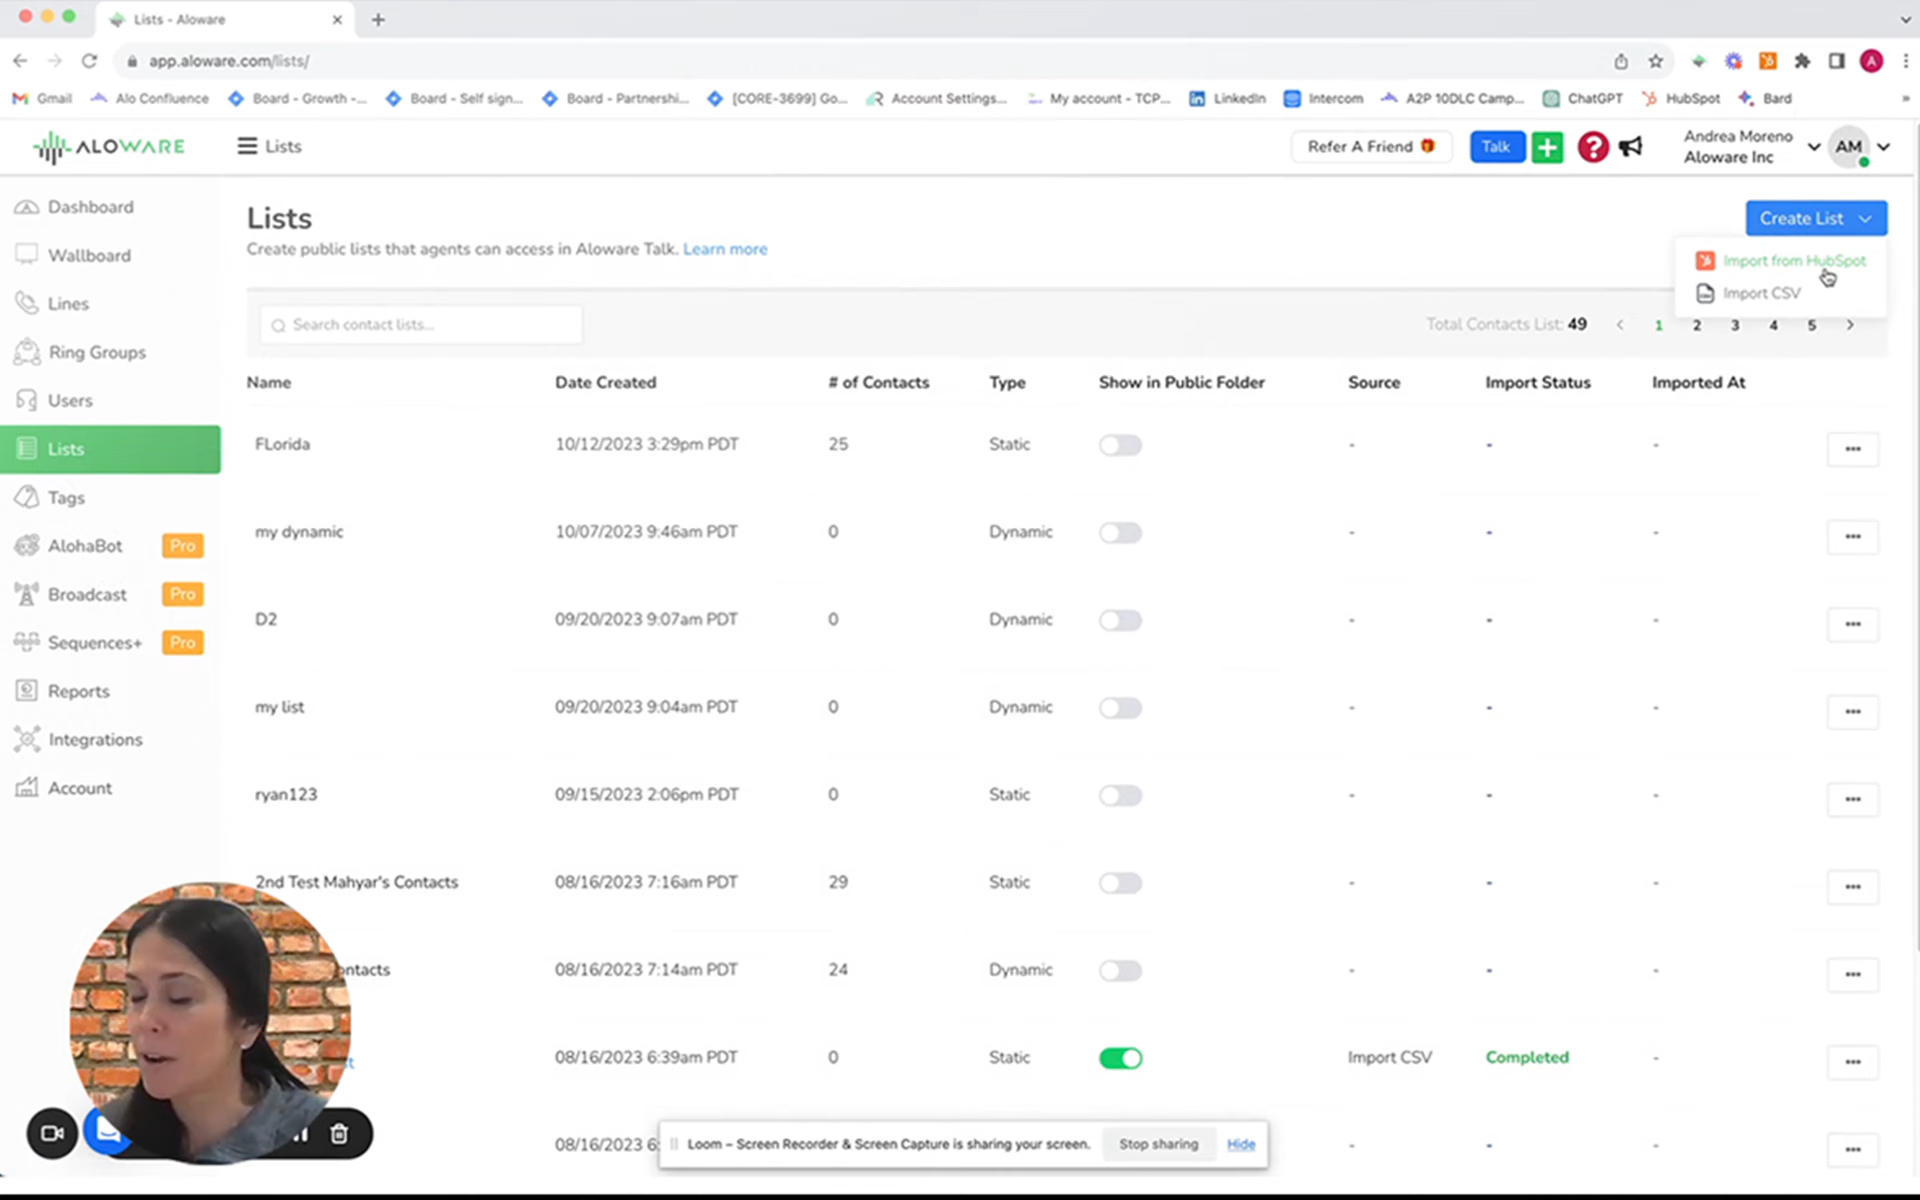 Lists - Aloware
app.aloware.com/lists/
A
Gmail
Alo Confluence
Board - Growth -...
Board - Self sign...
Board - Partnershi...
[CORE-3699] Go...
Account Settings...
My account - TCP...
LinkedIn
Intercom
A2P 10DLC Camp...
ChatGPT
HubSpot
Bard
»
ALOWARE
Lists
Refer A Friend
Talk
Andrea Moreno
Aloware Inc
AM
Dashboard
Wallboard
Lines
Ring Groups
Users
Lists
Tags
AlohaBot Pro
Broadcast Pro
Sequences+ Pro
Reports
Integrations
Account
Lists
Create public lists that agents can access in Aloware Talk. Learn more
Create List
Import from HubSpot
Import CSV
Search contact lists...
Total Contacts List: 49 < 1 2 3 4 5 >
Name Date Created # of Contacts Type Show in Public Folder Source Import Status Imported At
FLorida 10/12/2023 3:29pm PDT 25 Static - - -
my dynamic 10/07/2023 9:46am PDT 0 Dynamic - - -
D2 09/20/2023 9:07am PDT 0 Dynamic - - -
my list 09/20/2023 9:04am PDT 0 Dynamic - - -
ryan123 09/15/2023 2:06pm PDT 0 Static - - -
2nd Test Mahyar's Contacts 08/16/2023 7:16am PDT 29 Static - - -
ontacts 08/16/2023 7:14am PDT 24 Dynamic - - -
08/16/2023 6:39am PDT 0 Static Import CSV Completed -
08/16/2023 6: - - -
Loom – Screen Recorder & Screen Capture is sharing your screen. Stop sharing Hide